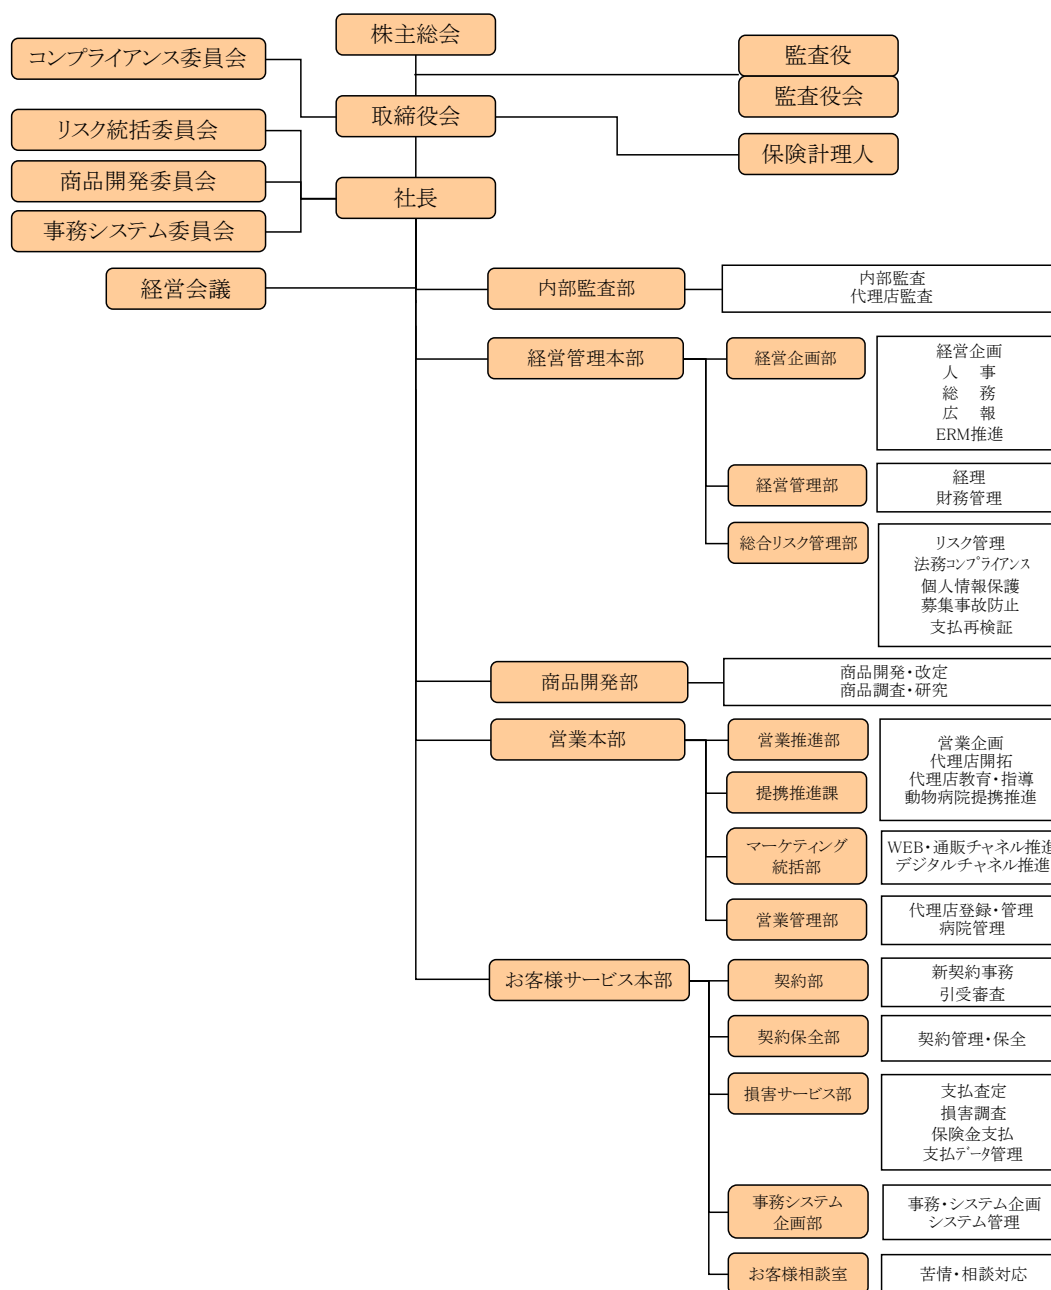 株主総会
コンプライアンス委員会
監査役
監査役会
取締役会
リスク統括委員会
保険計理人
商品開発委員会
社長
事務システム委員会
経営会議
内部監査部
内部監査
代理店監査
経営管理本部
経営企画部
経営企画
人　事
総　務
広　報
ERM推進
経営管理部
経理
財務管理
総合リスク管理部
リスク管理
法務ｺﾝﾌﾟﾗｲｱﾝｽ
個人情報保護
募集事故防止
支払再検証
商品開発部
商品開発・改定
商品調査・研究
営業本部
営業推進部
提携推進課
営業企画
代理店開拓
代理店教育・指導
動物病院提携推進
マーケティング
統括部
WEB・通販チャネル推進
デジタルチャネル推進
営業管理部
代理店登録・管理
病院管理
お客様サービス本部
契約部
新契約事務
引受審査
契約保全部
契約管理・保全
損害サービス部
支払査定
損害調査
保険金支払
支払ﾃﾞｰﾀ管理
事務システム
企画部
事務・システム企画
システム管理
お客様相談室
苦情・相談対応